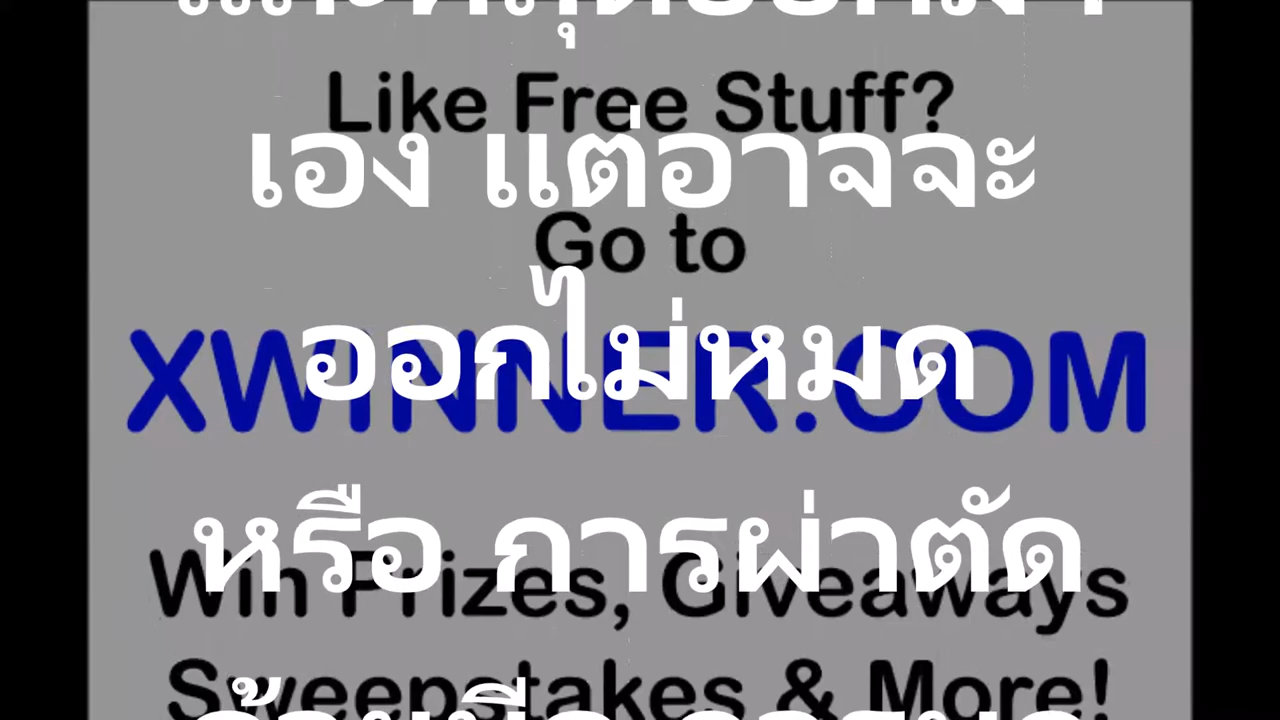 Like Free Stuff?
เอง แต่อาจจะ
Go to
ออกไม่หมด
XWINNER.COM
หรือ การผ่าตัด
Win Prizes, Giveaways
Sweepstakes & More!